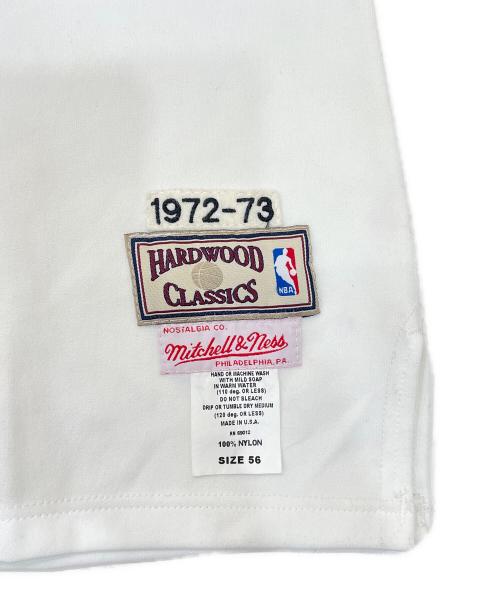 1972-73
HARDWOOD
CLASSICS
NBA
NOSTALGIA CO.
Mitchell & Ness
PHILADELPHIA, PA.
HAND OR MACHINE WASH
WITH MILD SOAP
IN WARM WATER
(110 deg. OR LESS)
DO NOT BLEACH
DRIP OR TUMBLE DRY MEDIUM
(120 deg. OR LESS)
MADE IN U.S.A.
RN 69012
100% NYLON
SIZE 56